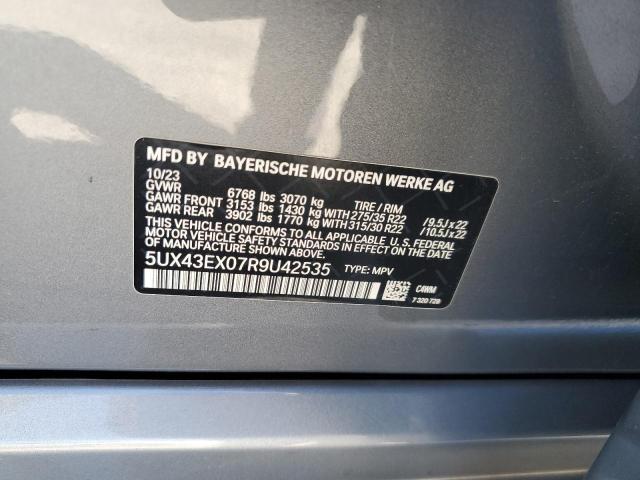 MFD BY BAYERISCHE MOTOREN WERKE AG
10/23
GVWR 6768 lbs 3070 kg TIRE / RIM
GAWR FRONT 3153 lbs 1430 kg WITH 275/35 R22 /9.5J x 22
GAWR REAR 3902 lbs 1770 kg WITH 315/30 R22 /10.5J x 22
THIS VEHICLE CONFORMS TO ALL APPLICABLE U.S. FEDERAL
MOTOR VEHICLE SAFETY STANDARDS IN EFFECT ON THE DATE
OF MANUFACTURE SHOWN ABOVE.
5UX43EX07R9U42535 TYPE: MPV
C4WM
7 320 728